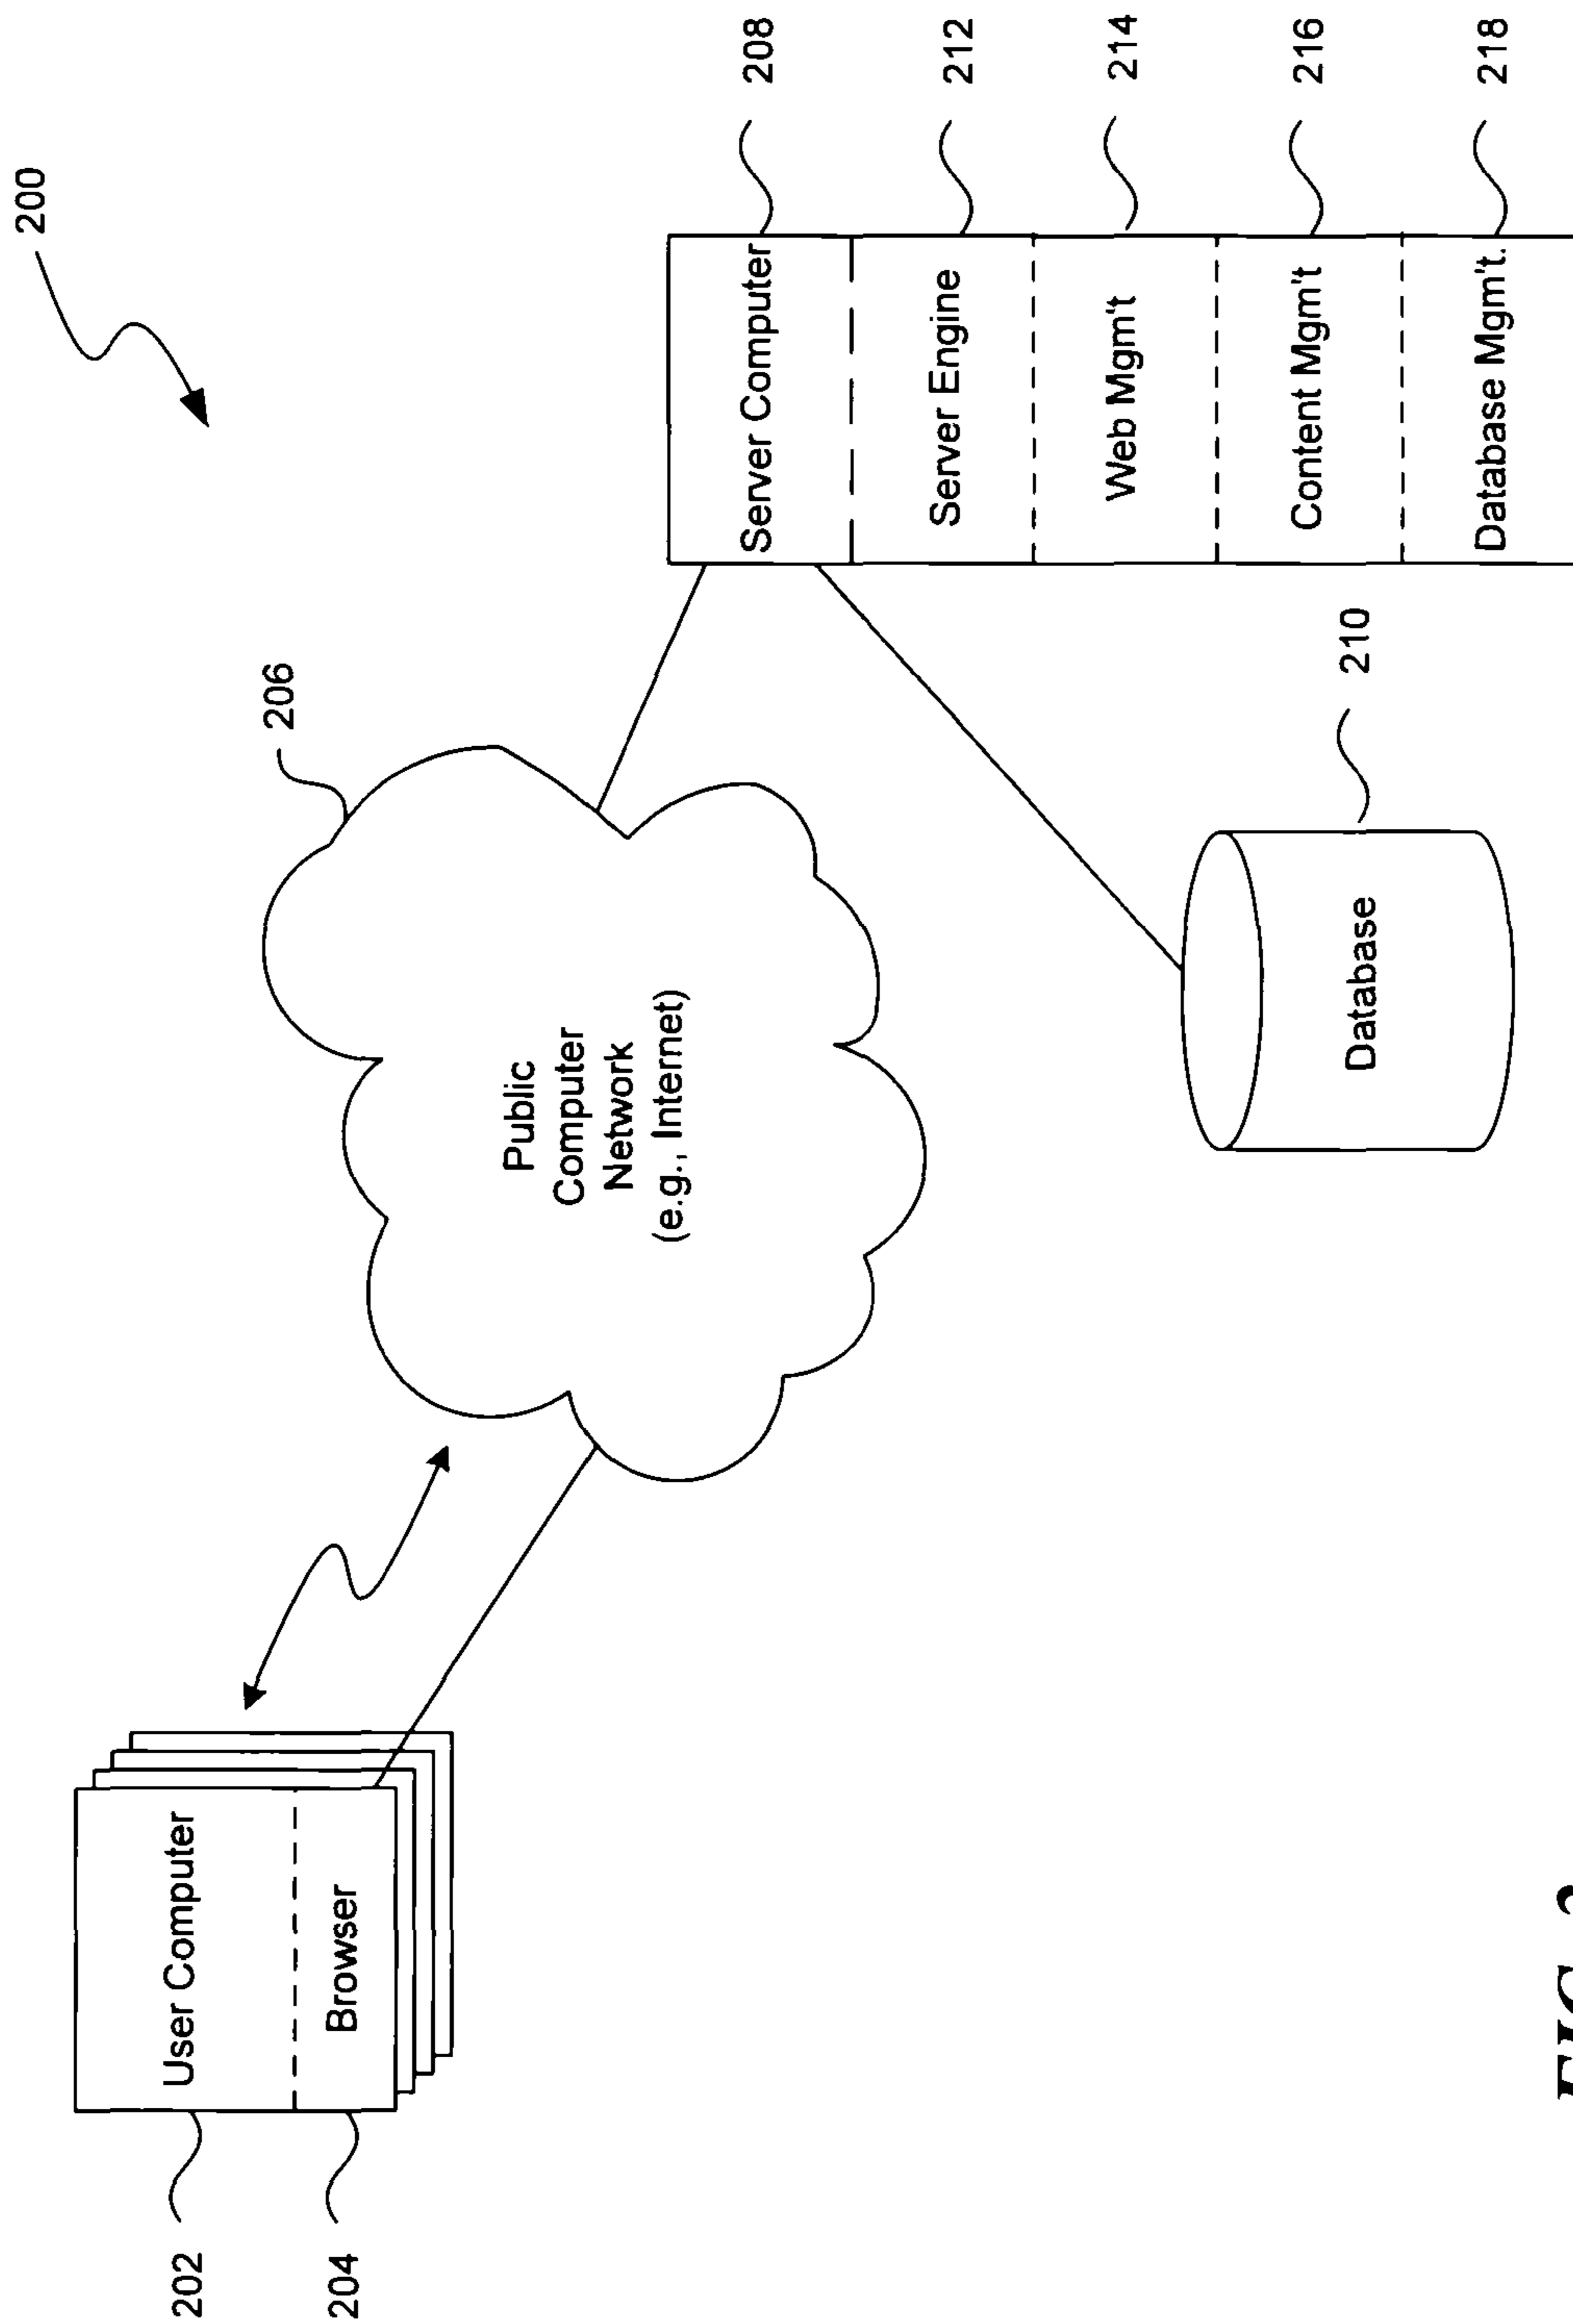 200
User Computer
Browser
202
204
206
Public
Computer
Network
(e.g., Internet)
Server Computer
208
Server Engine
212
Web Mgm't
214
Content Mgm't
216
Database Mgm't.
218
Database
210
FIG.